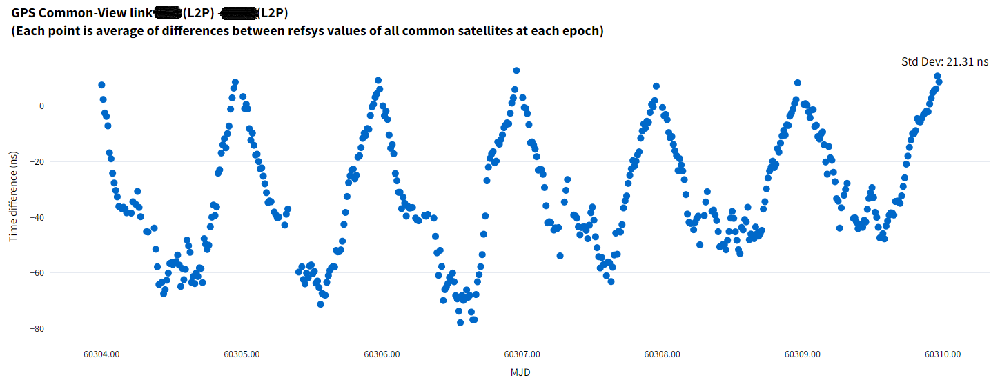 GPS Common-View link (L2P) - (L2P)
(Each point is average of differences between refsys values of all common satellites at each epoch)
Std Dev: 21.31 ns
0
−20
−40
−60
−80
Time difference (ns)
60304.00 60305.00 60306.00 60307.00 60308.00 60309.00 60310.00
MJD